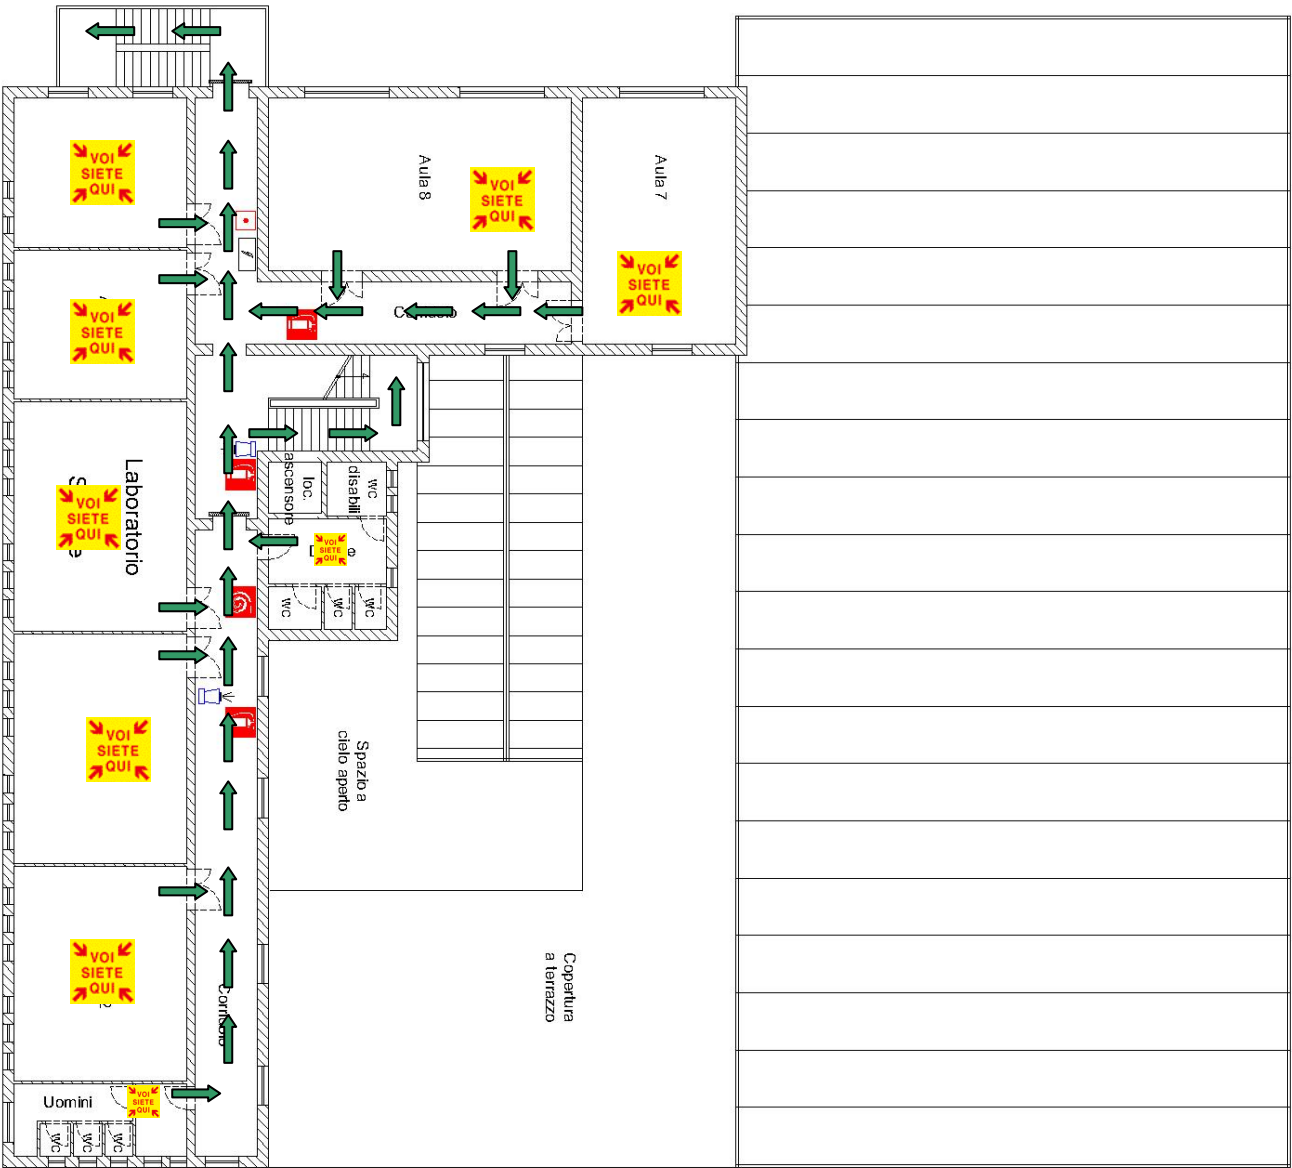 VOI
SIETE
QUI
Aula 8
VOI
SIETE
QUI
Aula 7
VOI
SIETE
QUI
VOI
SIETE
QUI
Laboratorio
VOI
SIETE
QUI
loc.
ascensore
wc
disabili
VOI
SIETE
QUI
wc
wc
wc
VOI
SIETE
QUI
Spazio a
cielo aperto
VOI
SIETE
QUI
Copertura
a terrazzo
Corridoio
Uomini
VOI
SIETE
QUI
wc
wc
wc